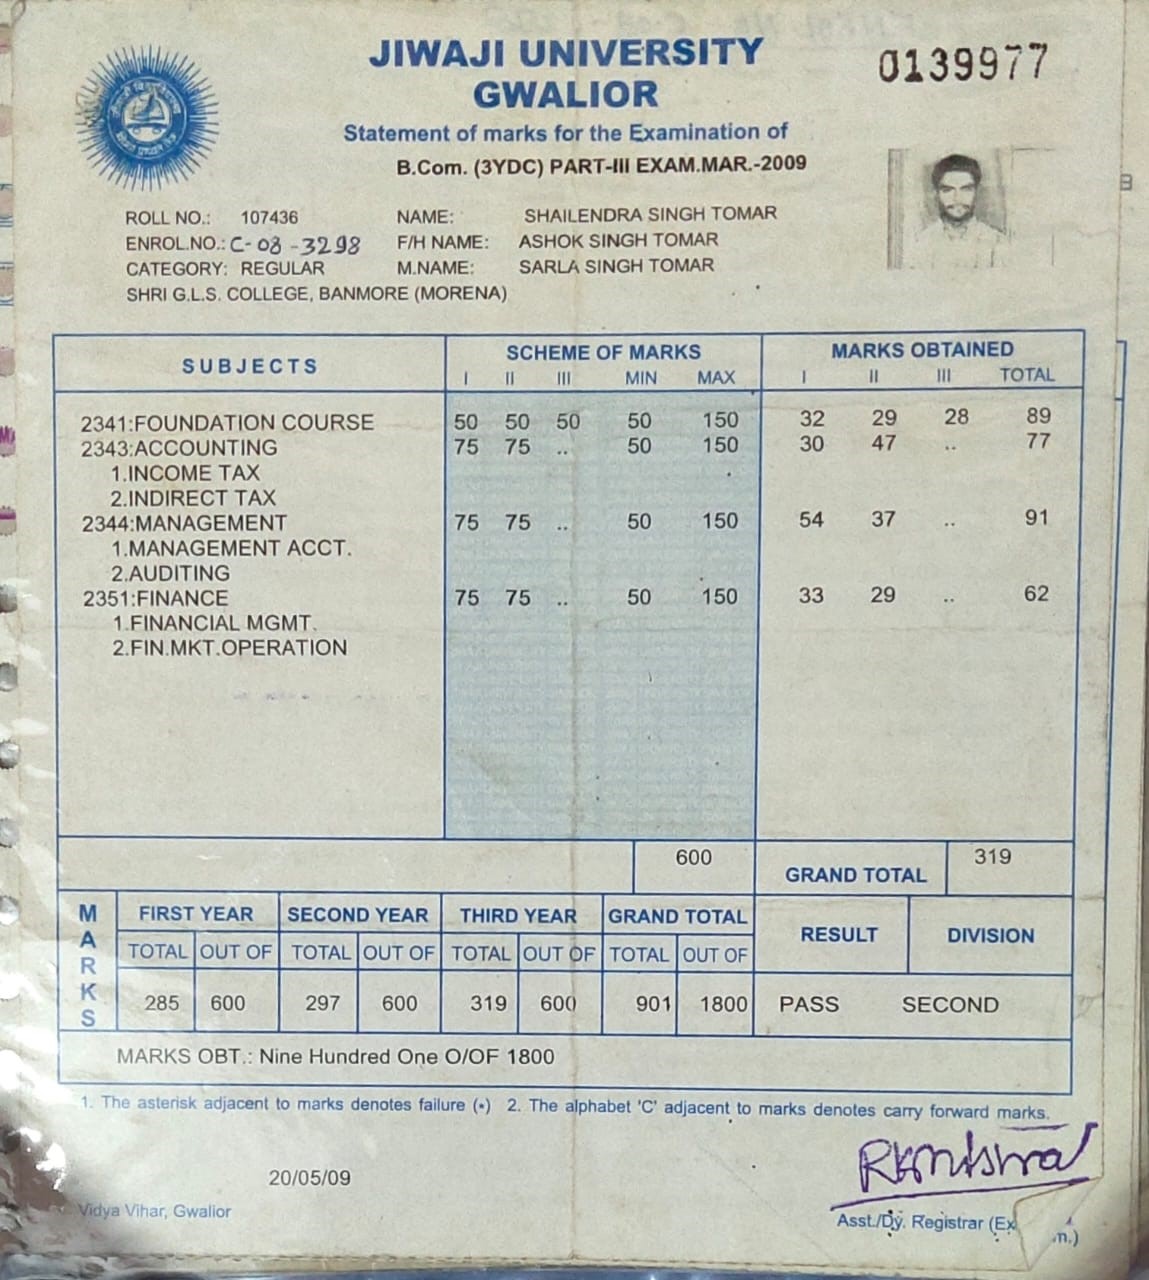 JIWAJI UNIVERSITY
GWALIOR
0139977
Statement of marks for the Examination of
B.Com. (3YDC) PART-III EXAM.MAR.-2009
ROLL NO.: 107436 NAME: SHAILENDRA SINGH TOMAR
ENROL.NO.: C-08-3298 F/H NAME: ASHOK SINGH TOMAR
CATEGORY: REGULAR M.NAME: SARLA SINGH TOMAR
SHRI G.L.S. COLLEGE, BANMORE (MORENA)
SUBJECTS SCHEME OF MARKS MARKS OBTAINED
I II III MIN MAX I II III TOTAL
2341:FOUNDATION COURSE 50 50 50 50 150 32 29 28 89
2343:ACCOUNTING 75 75 .. 50 150 30 47 .. 77
1.INCOME TAX
2.INDIRECT TAX
2344:MANAGEMENT 75 75 .. 50 150 54 37 .. 91
1.MANAGEMENT ACCT.
2.AUDITING
2351:FINANCE 75 75 .. 50 150 33 29 .. 62
1.FINANCIAL MGMT.
2.FIN.MKT.OPERATION
600 GRAND TOTAL 319
MARKS FIRST YEAR SECOND YEAR THIRD YEAR GRAND TOTAL RESULT DIVISION
TOTAL OUT OF TOTAL OUT OF TOTAL OUT OF TOTAL OUT OF
285 600 297 600 319 600 901 1800 PASS SECOND
MARKS OBT.: Nine Hundred One O/OF 1800
1. The asterisk adjacent to marks denotes failure (*) 2. The alphabet 'C' adjacent to marks denotes carry forward marks.
RKMishra
20/05/09
Vidya Vihar, Gwalior
Asst./Dy. Registrar (Ex
m.)